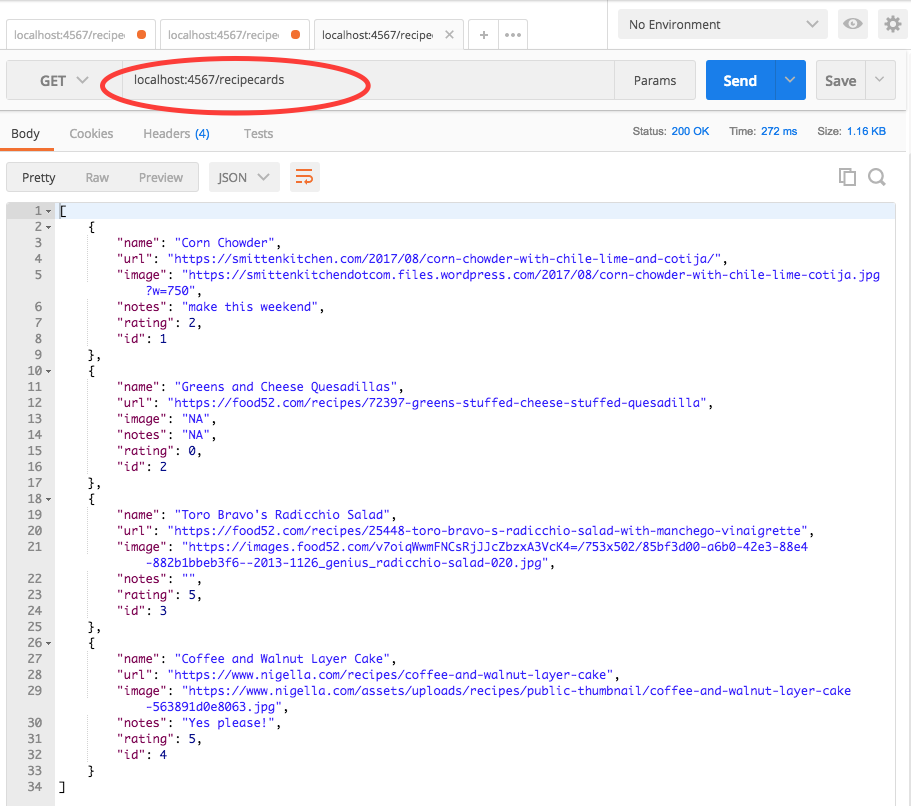 localhost:4567/recipe localhost:4567/recipe localhost:4567/recipe × + ••• No Environment
GET localhost:4567/recipecards Params Send Save
Body Cookies Headers (4) Tests Status: 200 OK Time: 272 ms Size: 1.16 KB
Pretty Raw Preview JSON
1 [
2 {
3 "name": "Corn Chowder",
4 "url": "https://smittenkitchen.com/2017/08/corn-chowder-with-chile-lime-and-cotija/",
5 "image": "https://smittenkitchendotcom.files.wordpress.com/2017/08/corn-chowder-with-chile-lime-cotija.jpg
?w=750",
6 "notes": "make this weekend",
7 "rating": 2,
8 "id": 1
9 },
10 {
11 "name": "Greens and Cheese Quesadillas",
12 "url": "https://food52.com/recipes/72397-greens-stuffed-cheese-stuffed-quesadilla",
13 "image": "NA",
14 "notes": "NA",
15 "rating": 0,
16 "id": 2
17 },
18 {
19 "name": "Toro Bravo's Radicchio Salad",
20 "url": "https://food52.com/recipes/25448-toro-bravo-s-radicchio-salad-with-manchego-vinaigrette",
21 "image": "https://images.food52.com/v7oiqWwmFNCsRjJJcZbzxA3VcK4=/753x502/85bf3d00-a6b0-42e3-88e4
-882b1bbeb3f6--2013-1126_genius_radicchio-salad-020.jpg",
22 "notes": "",
23 "rating": 5,
24 "id": 3
25 },
26 {
27 "name": "Coffee and Walnut Layer Cake",
28 "url": "https://www.nigella.com/recipes/coffee-and-walnut-layer-cake",
29 "image": "https://www.nigella.com/assets/uploads/recipes/public-thumbnail/coffee-and-walnut-layer-cake
-563891d0e8063.jpg",
30 "notes": "Yes please!",
31 "rating": 5,
32 "id": 4
33 }
34 ]